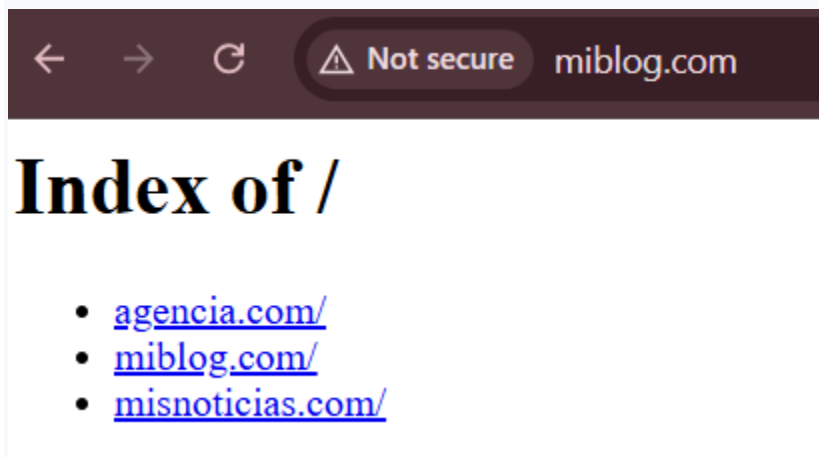 Not secure miblog.com
Index of /
agencia.com/
miblog.com/
misnoticias.com/